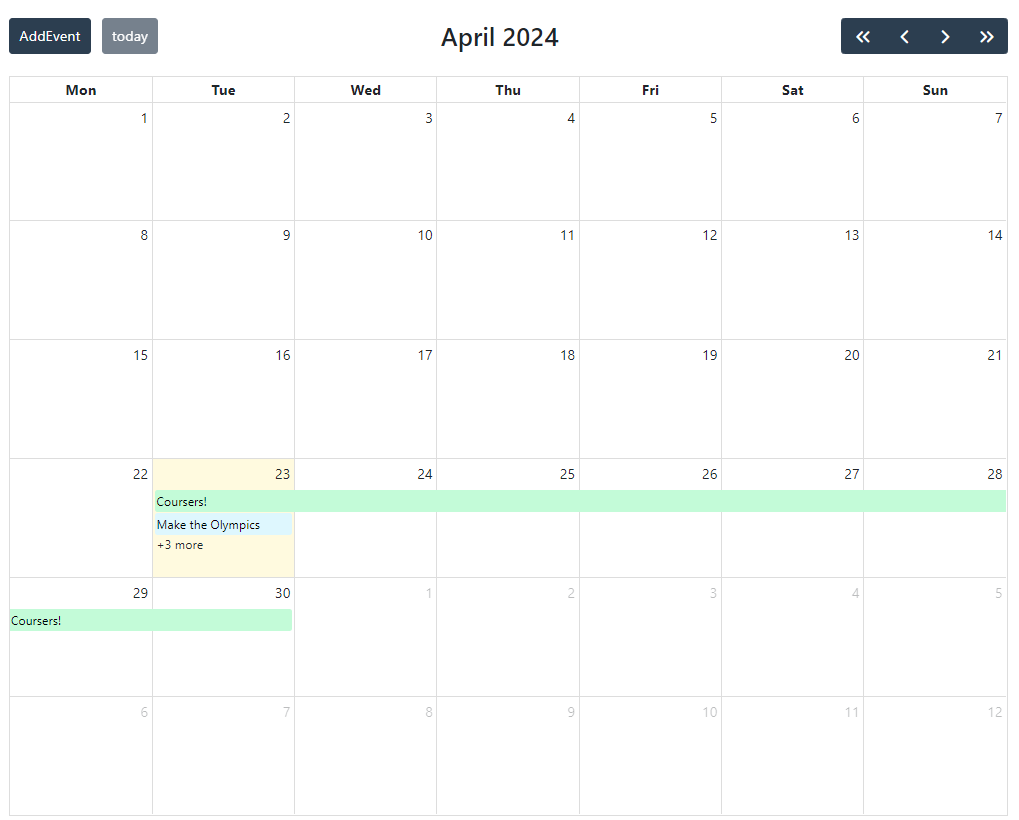 AddEvent today April 2024
Mon Tue Wed Thu Fri Sat Sun
1 2 3 4 5 6 7
8 9 10 11 12 13 14
15 16 17 18 19 20 21
22 23 24 25 26 27 28
Coursers!
Make the Olympics
+3 more
29 30 1 2 3 4 5
Coursers!
6 7 8 9 10 11 12